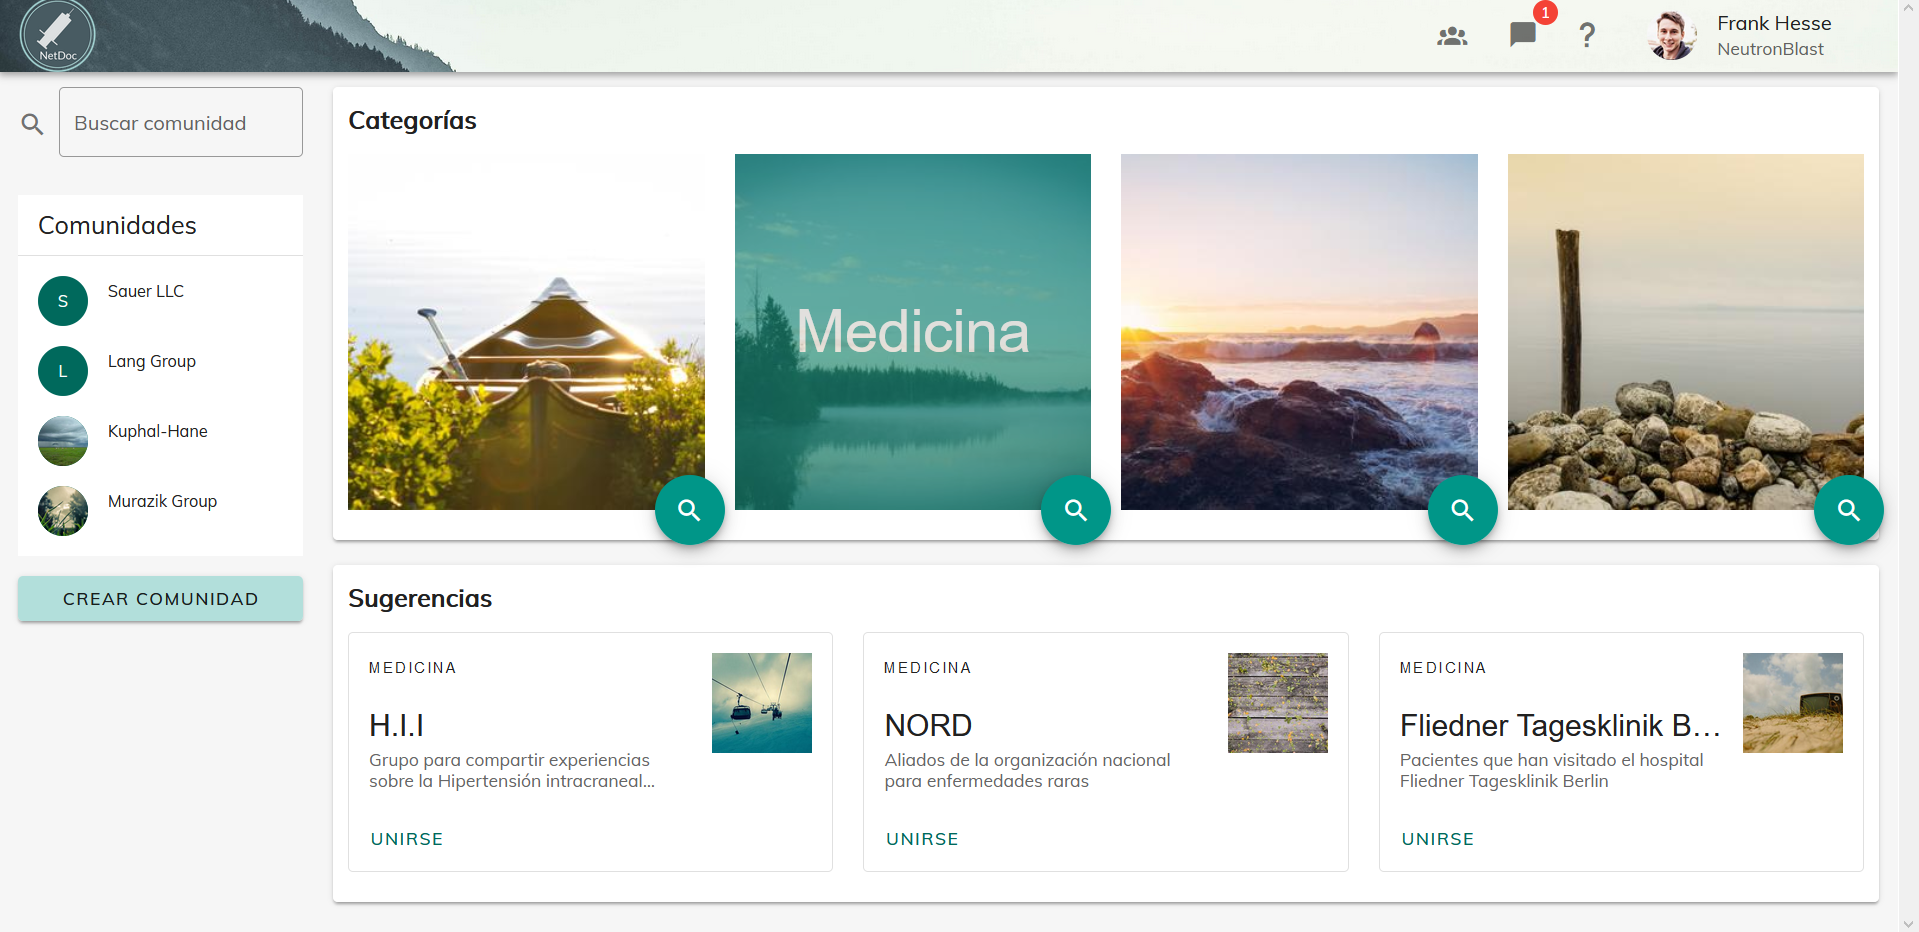 NetDoc
1
?
Frank Hesse
NeutronBlast
Buscar comunidad
Comunidades
S
Sauer LLC
L
Lang Group
Kuphal-Hane
Murazik Group
CREAR COMUNIDAD
Categorías
Medicina
Sugerencias
MEDICINA
H.I.I
Grupo para compartir experiencias
sobre la Hipertensión intracraneal...
UNIRSE
MEDICINA
NORD
Aliados de la organización nacional
para enfermedades raras
UNIRSE
MEDICINA
Fliedner Tagesklinik B...
Pacientes que han visitado el hospital
Fliedner Tagesklinik Berlin
UNIRSE